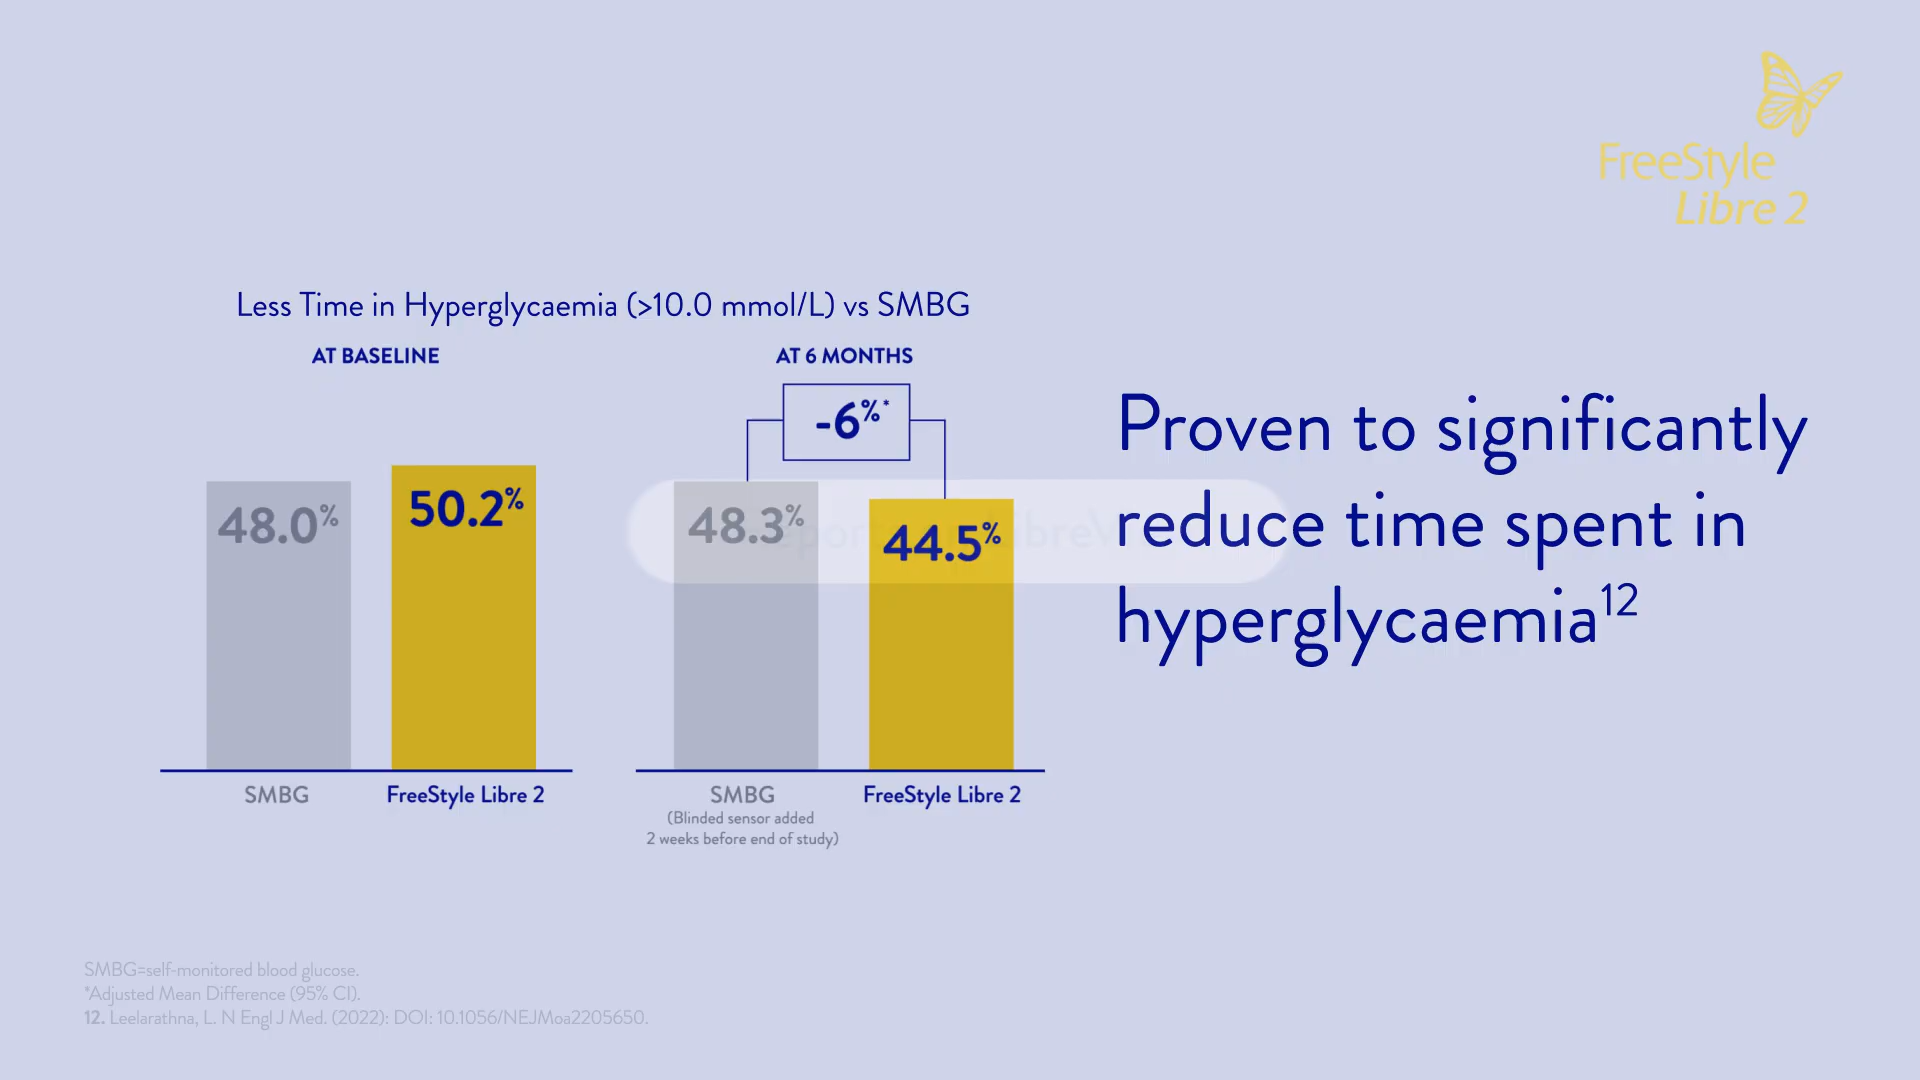 FreeStyle
Libre 2
Less Time in Hyperglycaemia (>10.0 mmol/L) vs SMBG
AT BASELINE
AT 6 MONTHS
-6%*
48.0%
50.2%
48.3%
44.5%
SMBG
FreeStyle Libre 2
SMBG
(Blinded sensor added
2 weeks before end of study)
FreeStyle Libre 2
Proven to significantly
reduce time spent in
hyperglycaemia12
SMBG=self-monitored blood glucose.
*Adjusted Mean Difference (95% CI).
12. Leelarathna, L. N Engl J Med. (2022): DOI: 10.1056/NEJMoa2205650.